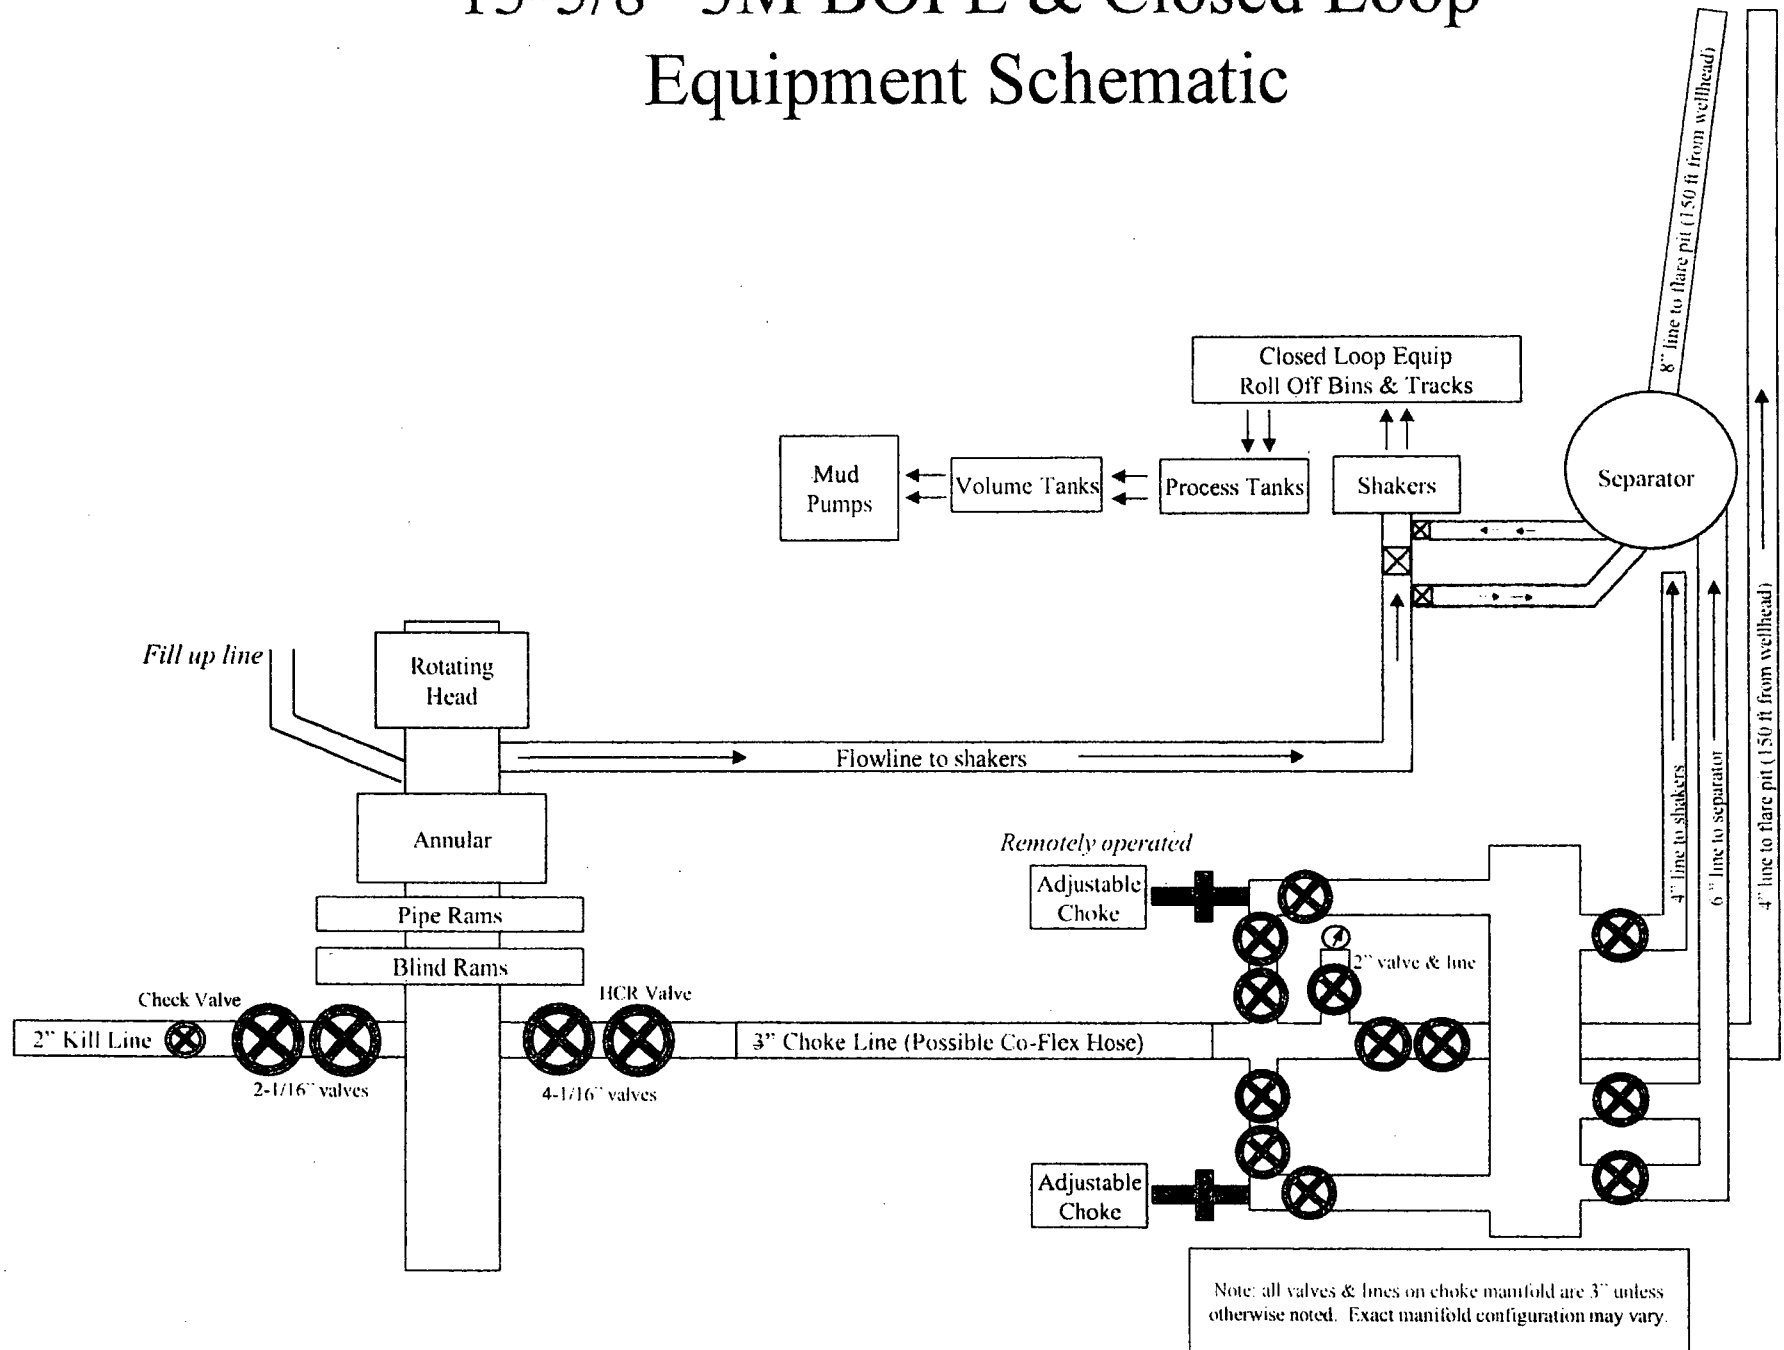 Equipment Schematic
8" line to flare pit (150 ft from wellhead)
Closed Loop Equip
Roll Off Bins & Tracks
Mud
Pumps
Volume Tanks
Process Tanks
Shakers
Separator
Fill up line
Rotating
Head
Flowline to shakers
Annular
Pipe Rams
Blind Rams
Remotely operated
Adjustable
Choke
2" valve & line
4" line to shakers
6" line to separator
4" line to flare pit (150 ft from wellhead)
Check Valve
HCR Valve
2" Kill Line
3" Choke Line (Possible Co-Flex Hose)
2-1/16" valves
4-1/16" valves
Adjustable
Choke
Note: all valves & lines on choke manifold are 3" unless
otherwise noted. Exact manifold configuration may vary.